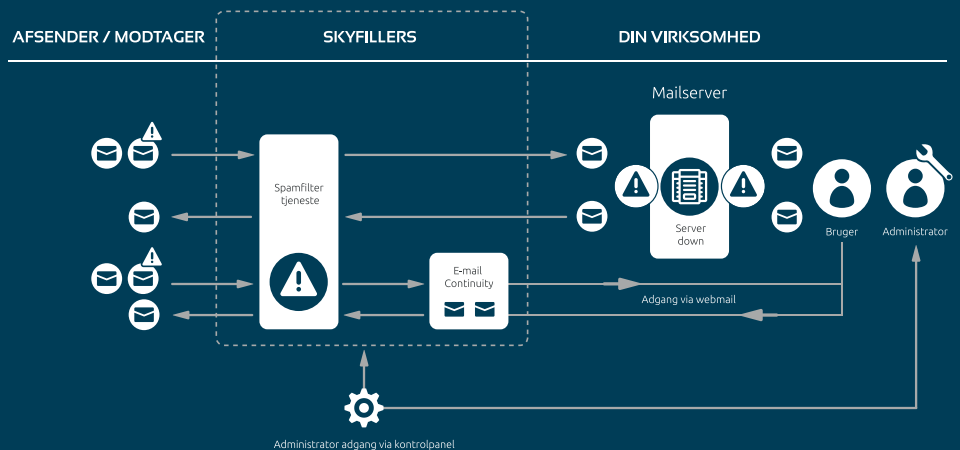 AFSENDER / MODTAGER
SKYFILLERS
DIN VIRKSOMHED
Mailserver
Spamfilter
tjeneste
Server
down
Bruger
Administrator
E-mail
Continuity
Adgang via webmail
Administrator adgang via kontrolpanel